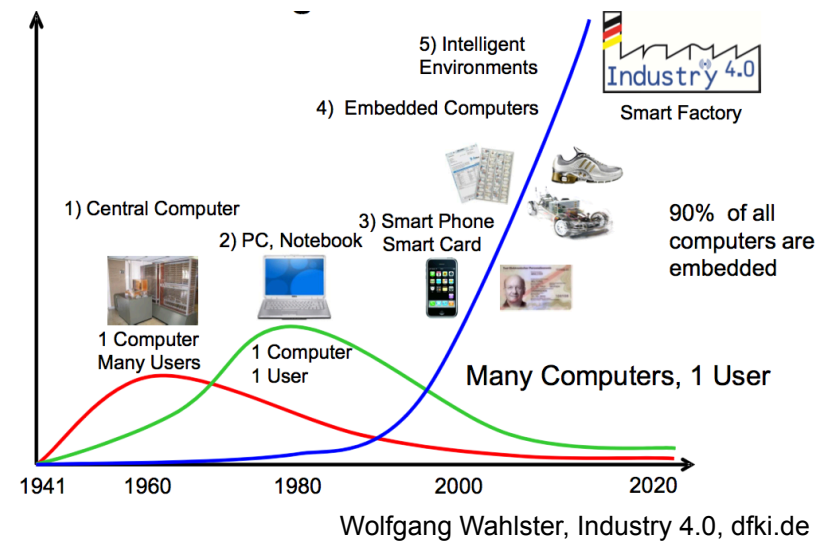 5) Intelligent
Environments
Industry 4.0
4) Embedded Computers
Smart Factory
1) Central Computer
2) PC, Notebook
3) Smart Phone
Smart Card
90% of all
computers are
embedded
1 Computer
Many Users
1 Computer
1 User
Many Computers, 1 User
1941
1960
1980
2000
2020
Wolfgang Wahlster, Industry 4.0, dfki.de